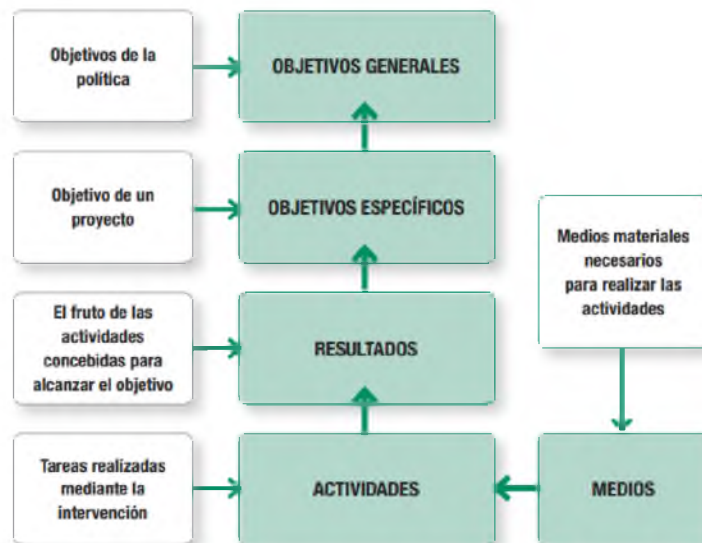 Objetivos de la
política
OBJETIVOS GENERALES
Objetivo de un
proyecto
OBJETIVOS ESPECÍFICOS
Medios materiales
necesarios
para realizar las
actividades
El fruto de las
actividades
concebidas para
alcanzar el objetivo
RESULTADOS
Tareas realizadas
mediante la
intervención
ACTIVIDADES
MEDIOS